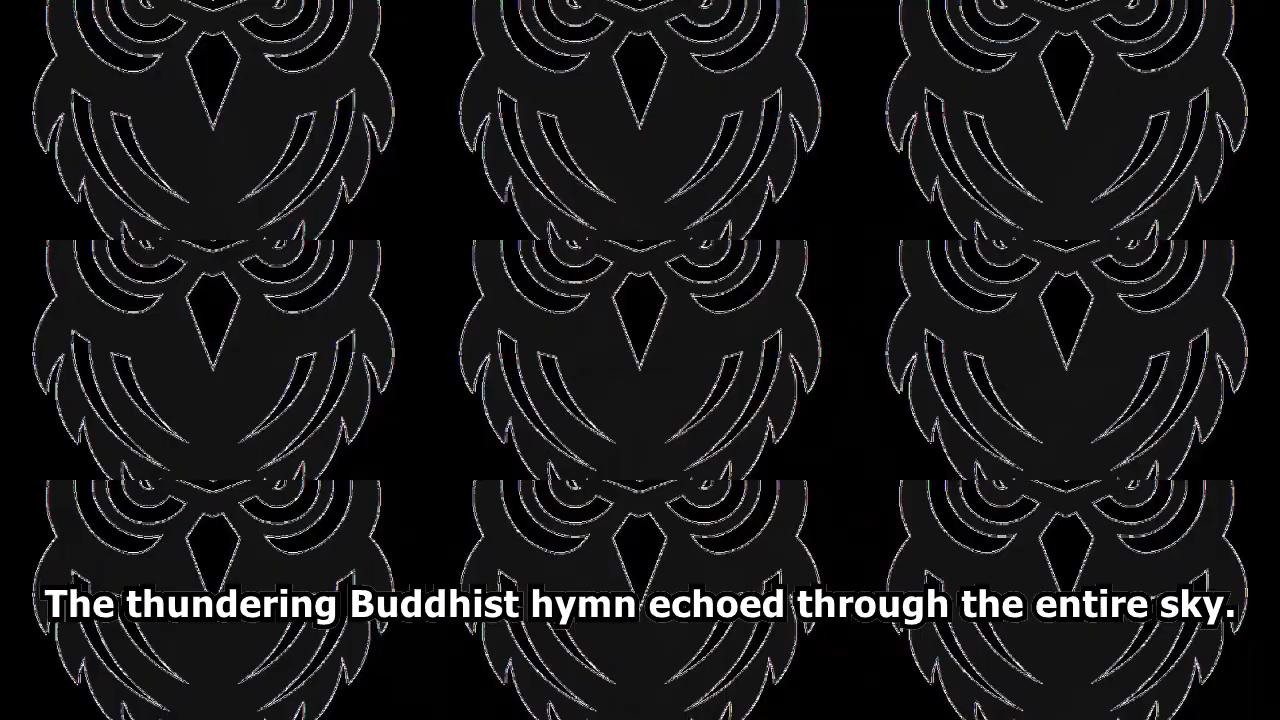 The thundering Buddhist hymn echoed through the entire sky.